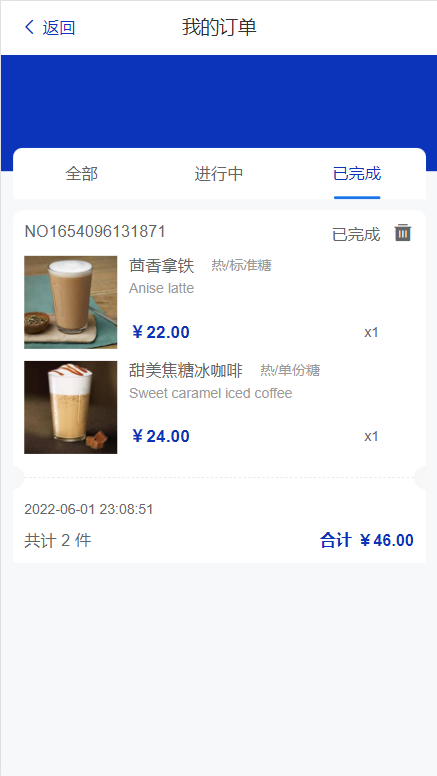 返回
我的订单
全部 进行中 已完成
NO1654096131871 已完成
茴香拿铁 热/标准糖
Anise latte
￥22.00 x1
甜美焦糖冰咖啡 热/单份糖
Sweet caramel iced coffee
￥24.00 x1
2022-06-01 23:08:51
共计 2 件 合计 ￥46.00